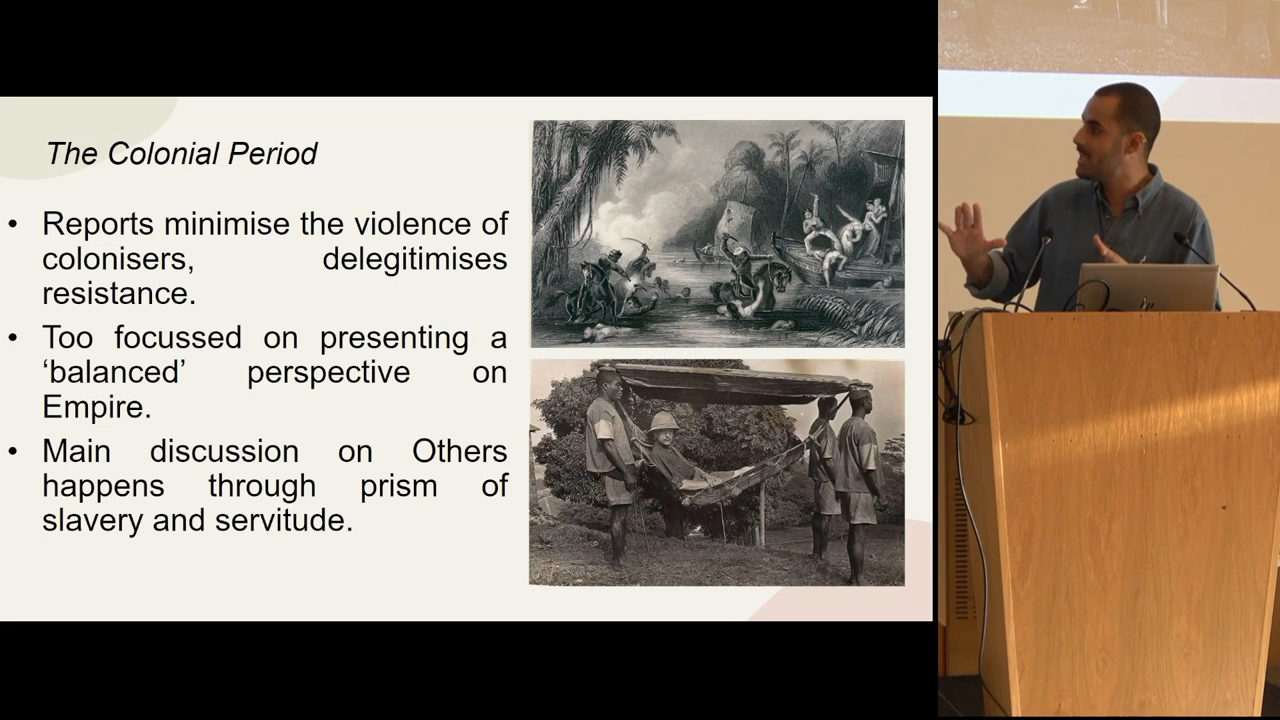 The Colonial Period
• Reports minimise the violence of
colonisers, delegitimises
resistance.
• Too focussed on presenting a
‘balanced’ perspective on
Empire.
• Main discussion on Others
happens through prism of
slavery and servitude.